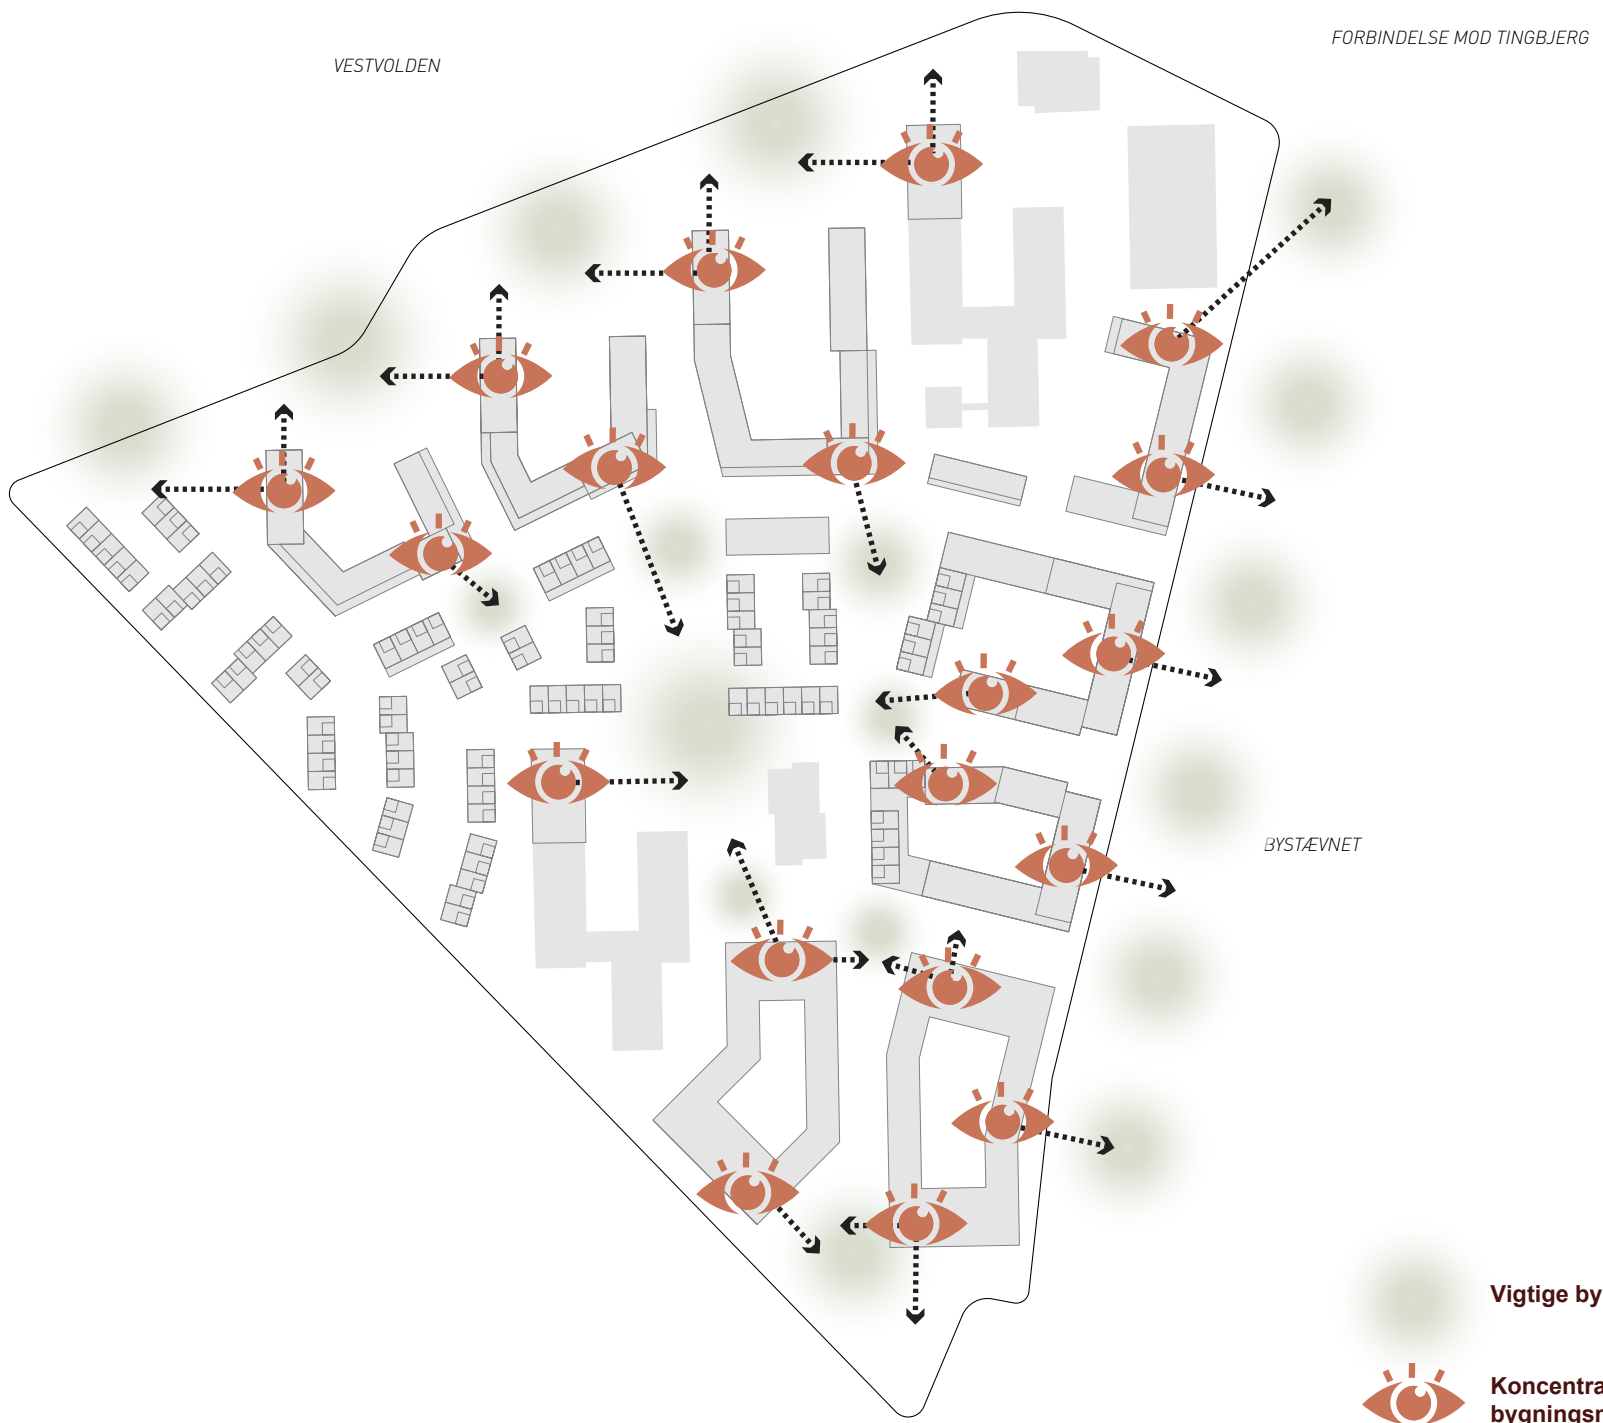 VESTVOLDEN
FORBINDELSE MOD TINGBJERG
BYSTÆVNET
Vigtige by
Koncentra